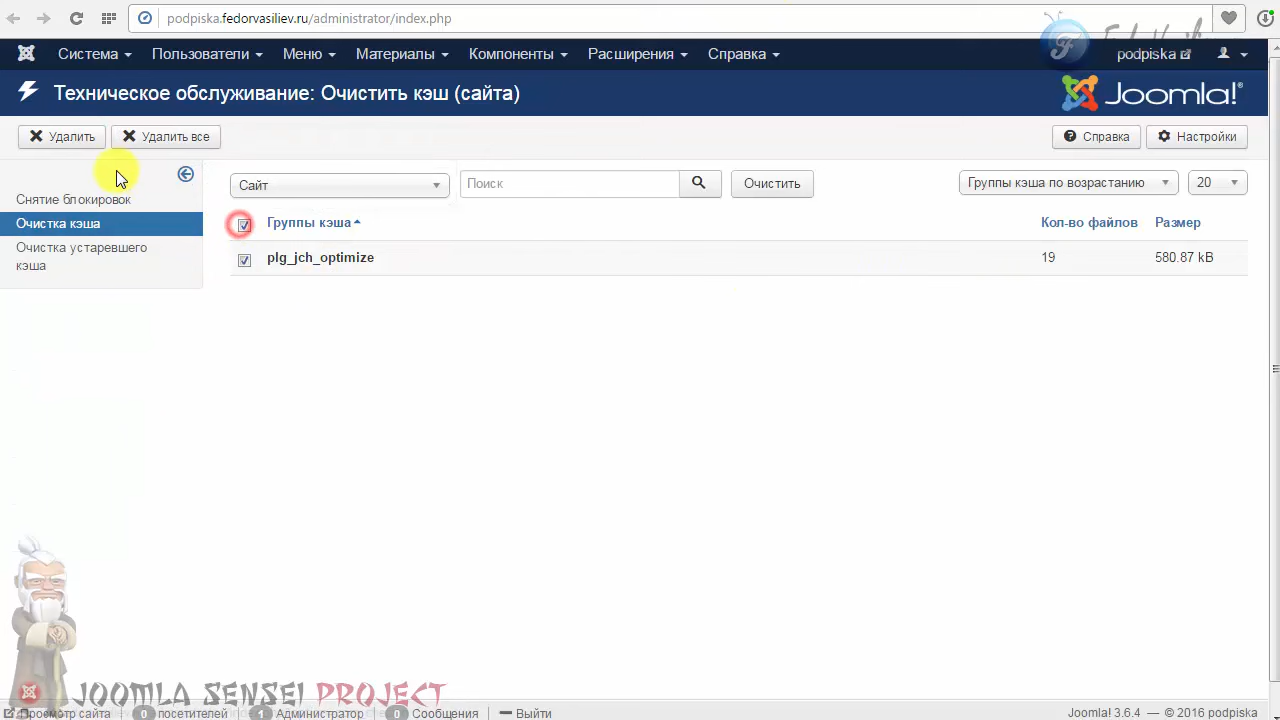 podpiska.fedorvasiliev.ru/administrator/index.php
Система Пользователи Меню Материалы Компоненты Расширения Справка podpiska
Техническое обслуживание: Очистить кэш (сайта) Joomla!®
Удалить Удалить все Справка Настройки
Сайт Поиск Очистить Группы кэша по возрастанию 20
Снятие блокировок
Очистка кэша
Очистка устаревшего
кэша
Группы кэша Кол-во файлов Размер
plg_jch_optimize 19 580.87 kB
JOOMLA SENSEI PROJECT
Просмотр сайта 0 посетителей 1 Администратор 0 Сообщения Выйти Joomla! 3.6.4 — © 2016 podpiska